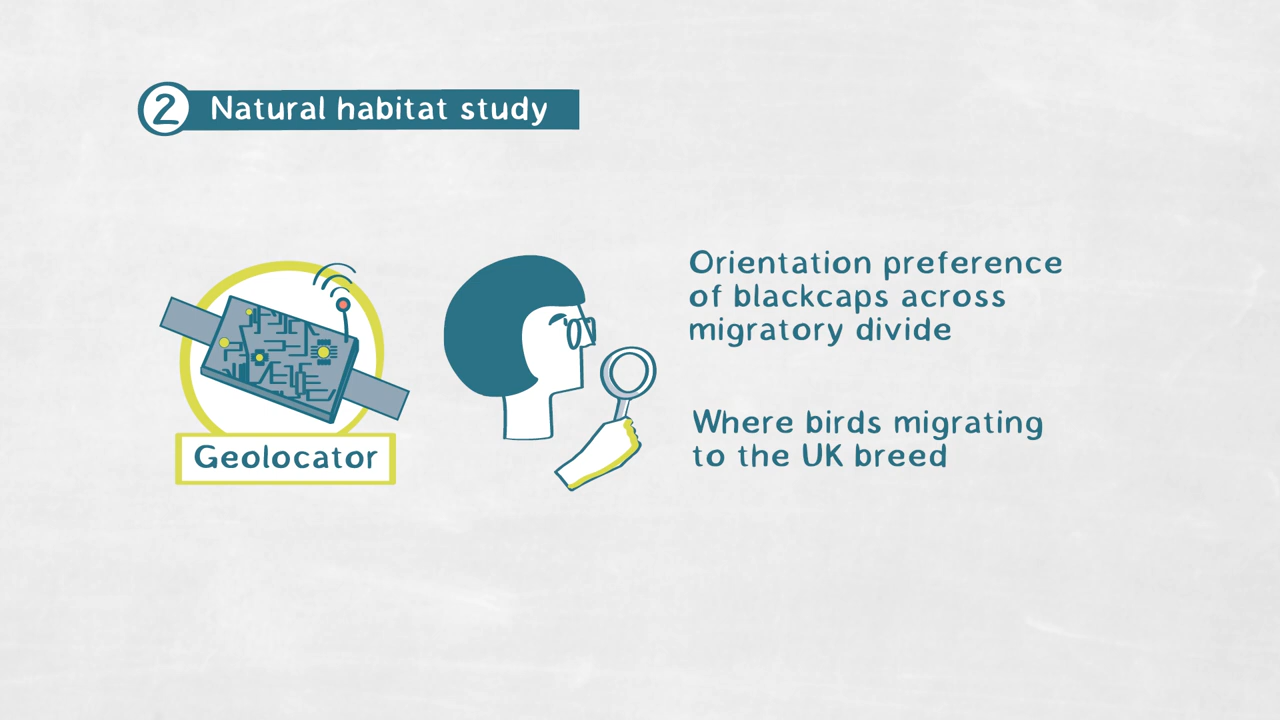 2 Natural habitat study
Geolocator
Orientation preference
of blackcaps across
migratory divide
Where birds migrating
to the UK breed